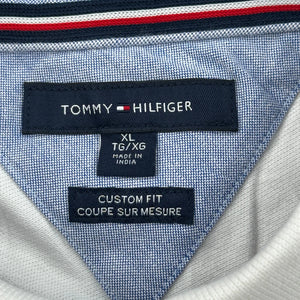 TOMMY HILFIGER
XL
TG/XG
MADE IN
INDIA
CUSTOM FIT
COUPE SUR MESURE